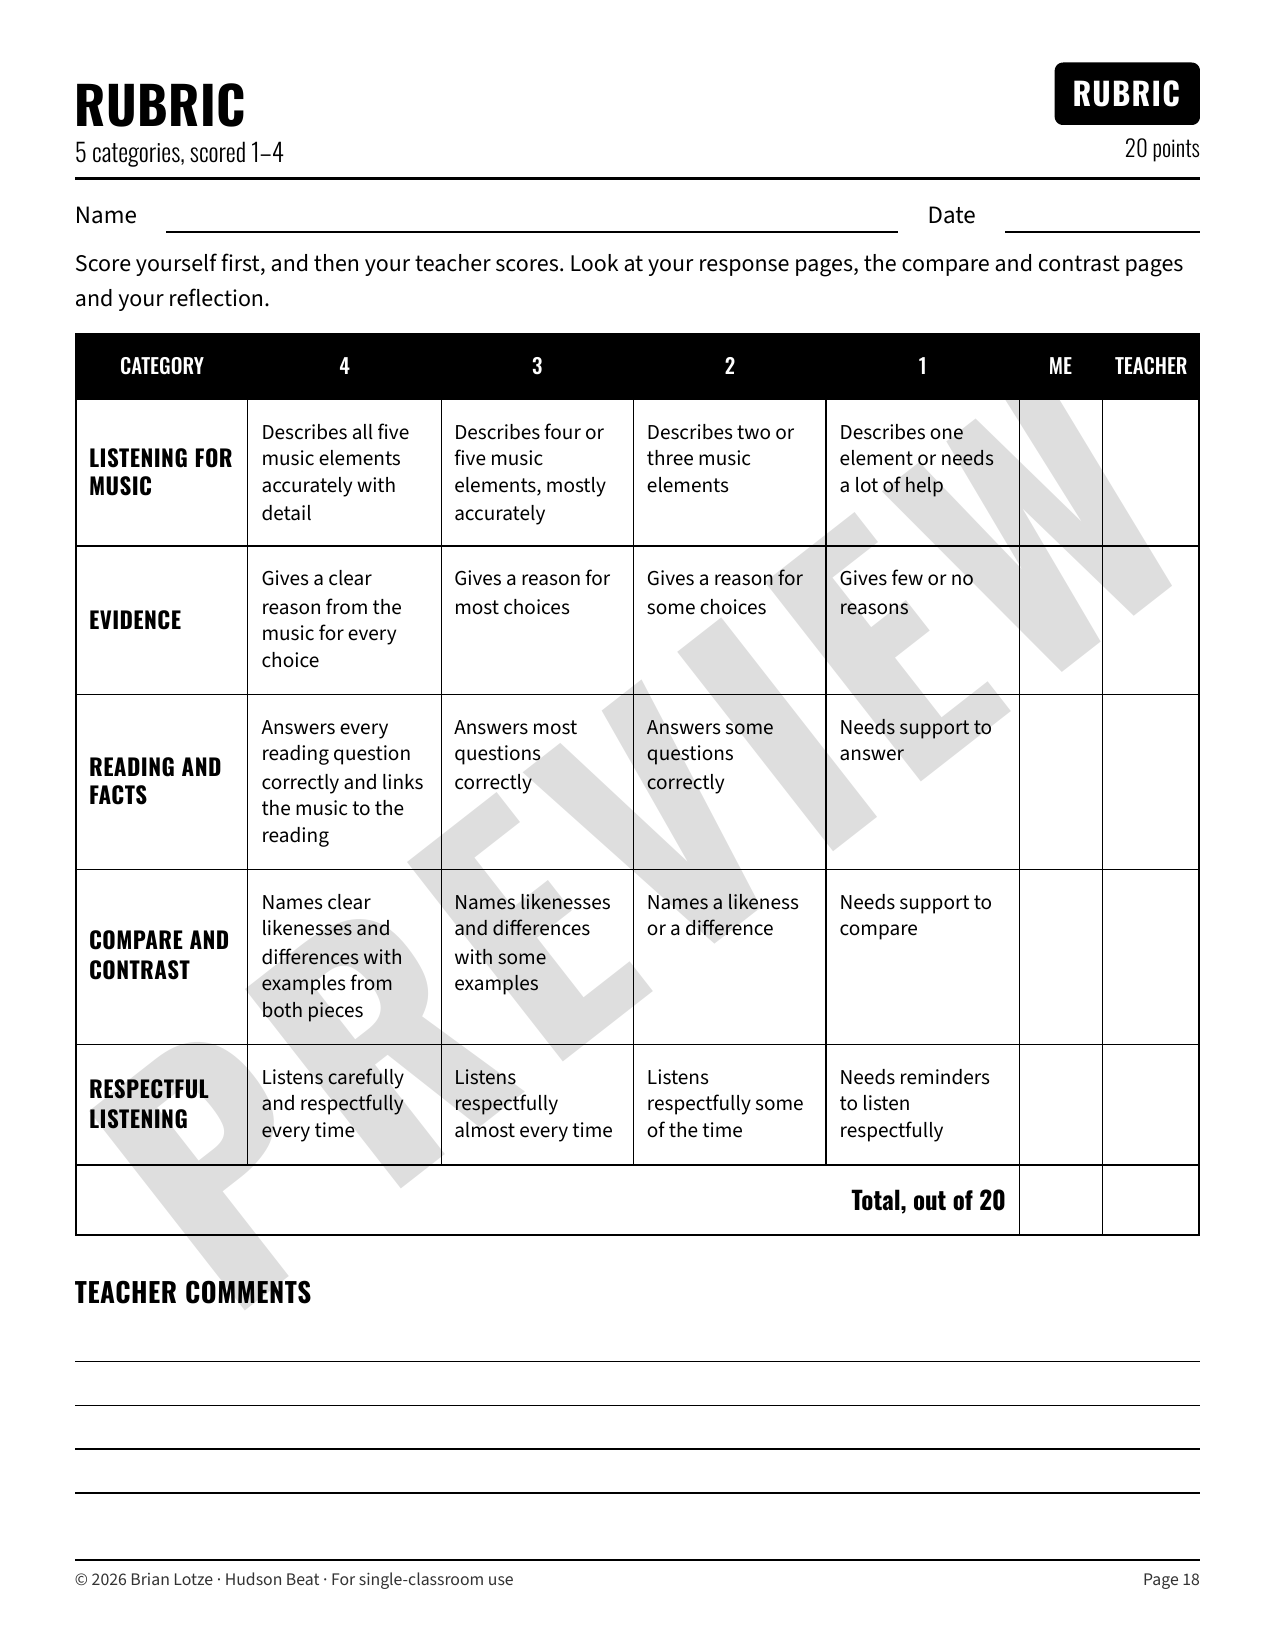 RUBRIC
RUBRIC
5 categories, scored 1–4
20 points
Name
Date
Score yourself first, and then your teacher scores. Look at your response pages, the compare and contrast pages
and your reflection.
CATEGORY 4 3 2 1 ME TEACHER
LISTENING FOR
MUSIC
Describes all five
music elements
accurately with
detail
Describes four or
five music
elements, mostly
accurately
Describes two or
three music
elements
Describes one
element or needs
a lot of help
EVIDENCE
Gives a clear
reason from the
music for every
choice
Gives a reason for
most choices
Gives a reason for
some choices
Gives few or no
reasons
READING AND
FACTS
Answers every
reading question
correctly and links
the music to the
reading
Answers most
questions
correctly
Answers some
questions
correctly
Needs support to
answer
COMPARE AND
CONTRAST
Names clear
likenesses and
differences with
examples from
both pieces
Names likenesses
and differences
with some
examples
Names a likeness
or a difference
Needs support to
compare
RESPECTFUL
LISTENING
Listens carefully
and respectfully
every time
Listens
respectfully
almost every time
Listens
respectfully some
of the time
Needs reminders
to listen
respectfully
Total, out of 20
PREVIEW
TEACHER COMMENTS
© 2026 Brian Lotze · Hudson Beat · For single-classroom use
Page 18